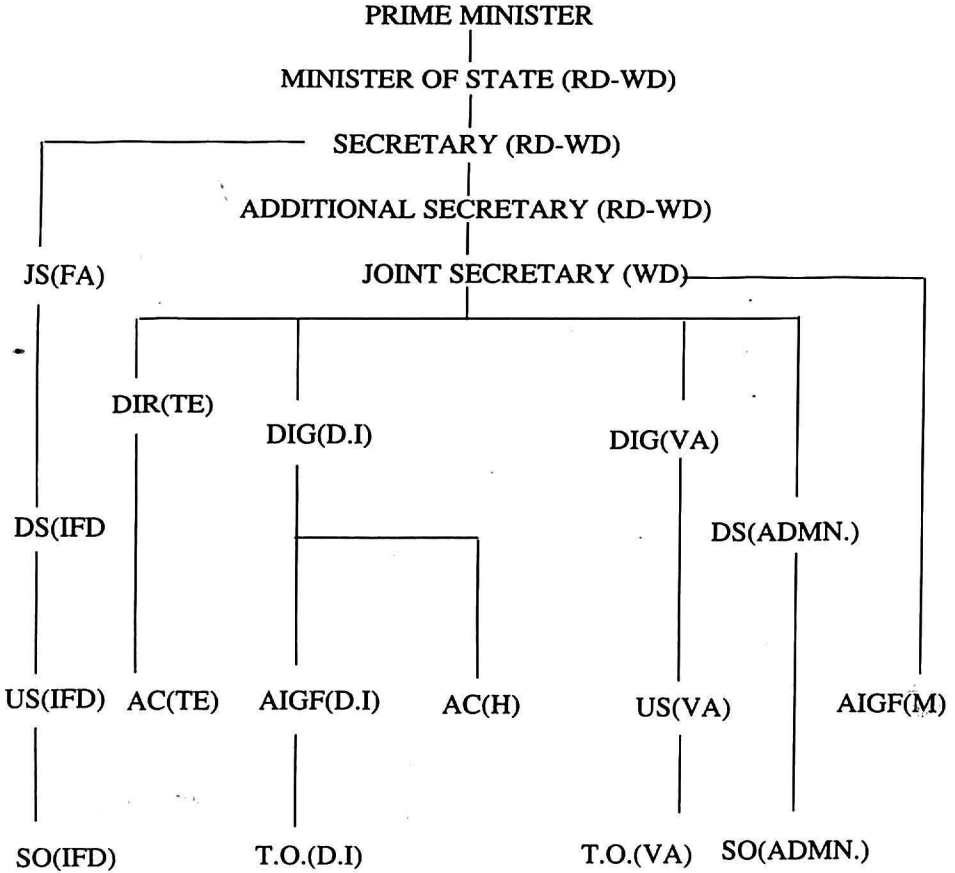 PRIME MINISTER
MINISTER OF STATE (RD-WD)
SECRETARY (RD-WD)
ADDITIONAL SECRETARY (RD-WD)
JS(FA)
JOINT SECRETARY (WD)
DIR(TE)
DIG(D.I)
DIG(VA)
DS(IFD
DS(ADMN.)
US(IFD)
AC(TE)
AIGF(D.I)
AC(H)
US(VA)
AIGF(M)
SO(IFD)
T.O.(D.I)
T.O.(VA)
SO(ADMN.)